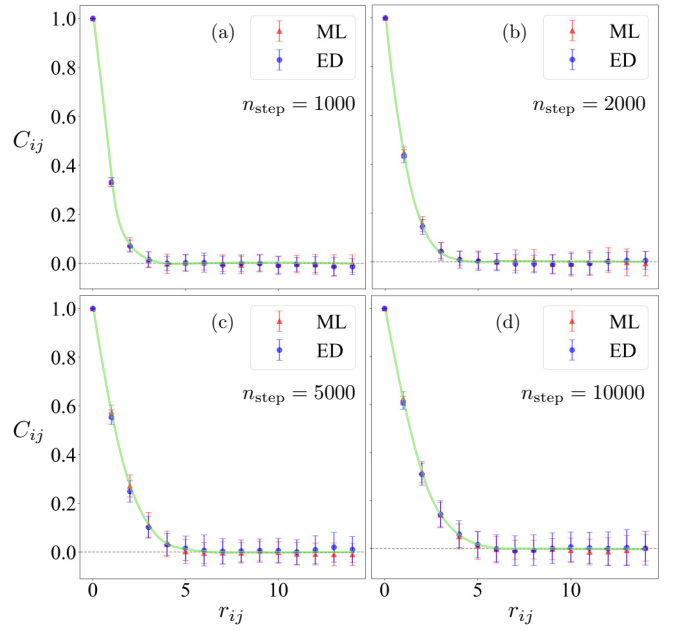 (a)
ML
ED
n_step = 1000
1.0
0.8
0.6
0.4
0.2
0.0
C_ij
(b)
ML
ED
n_step = 2000
(c)
ML
ED
n_step = 5000
1.0
0.8
0.6
0.4
0.2
0.0
C_ij
0
5
10
r_ij
(d)
ML
ED
n_step = 10000
0
5
10
r_ij